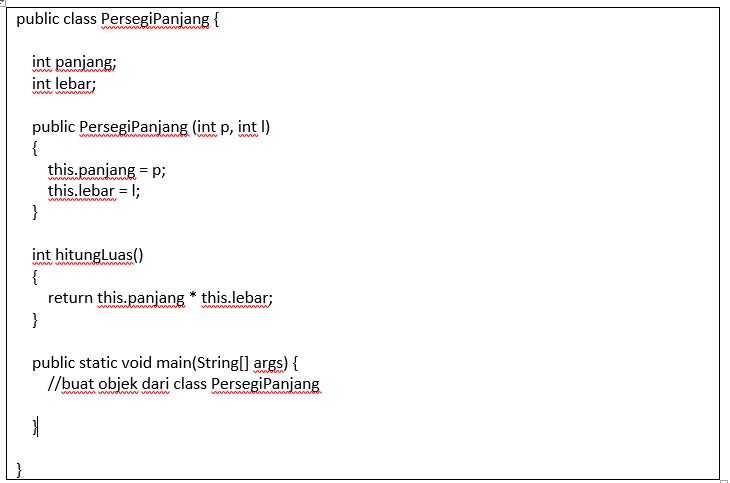 public class PersegiPanjang {
int panjang;
int lebar;
public PersegiPanjang (int p, int l)
{
this.panjang = p;
this.lebar = l;
}
int hitungLuas()
{
return this.panjang * this.lebar;
}
public static void main(String[] args) {
//buat objek dari class PersegiPanjang
}
}